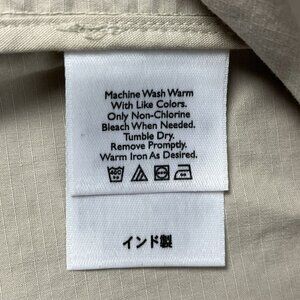 Machine Wash Warm
With Like Colors.
Only Non-Chlorine
Bleach When Needed.
Tumble Dry.
Remove Promptly.
Warm Iron As Desired.
インド製